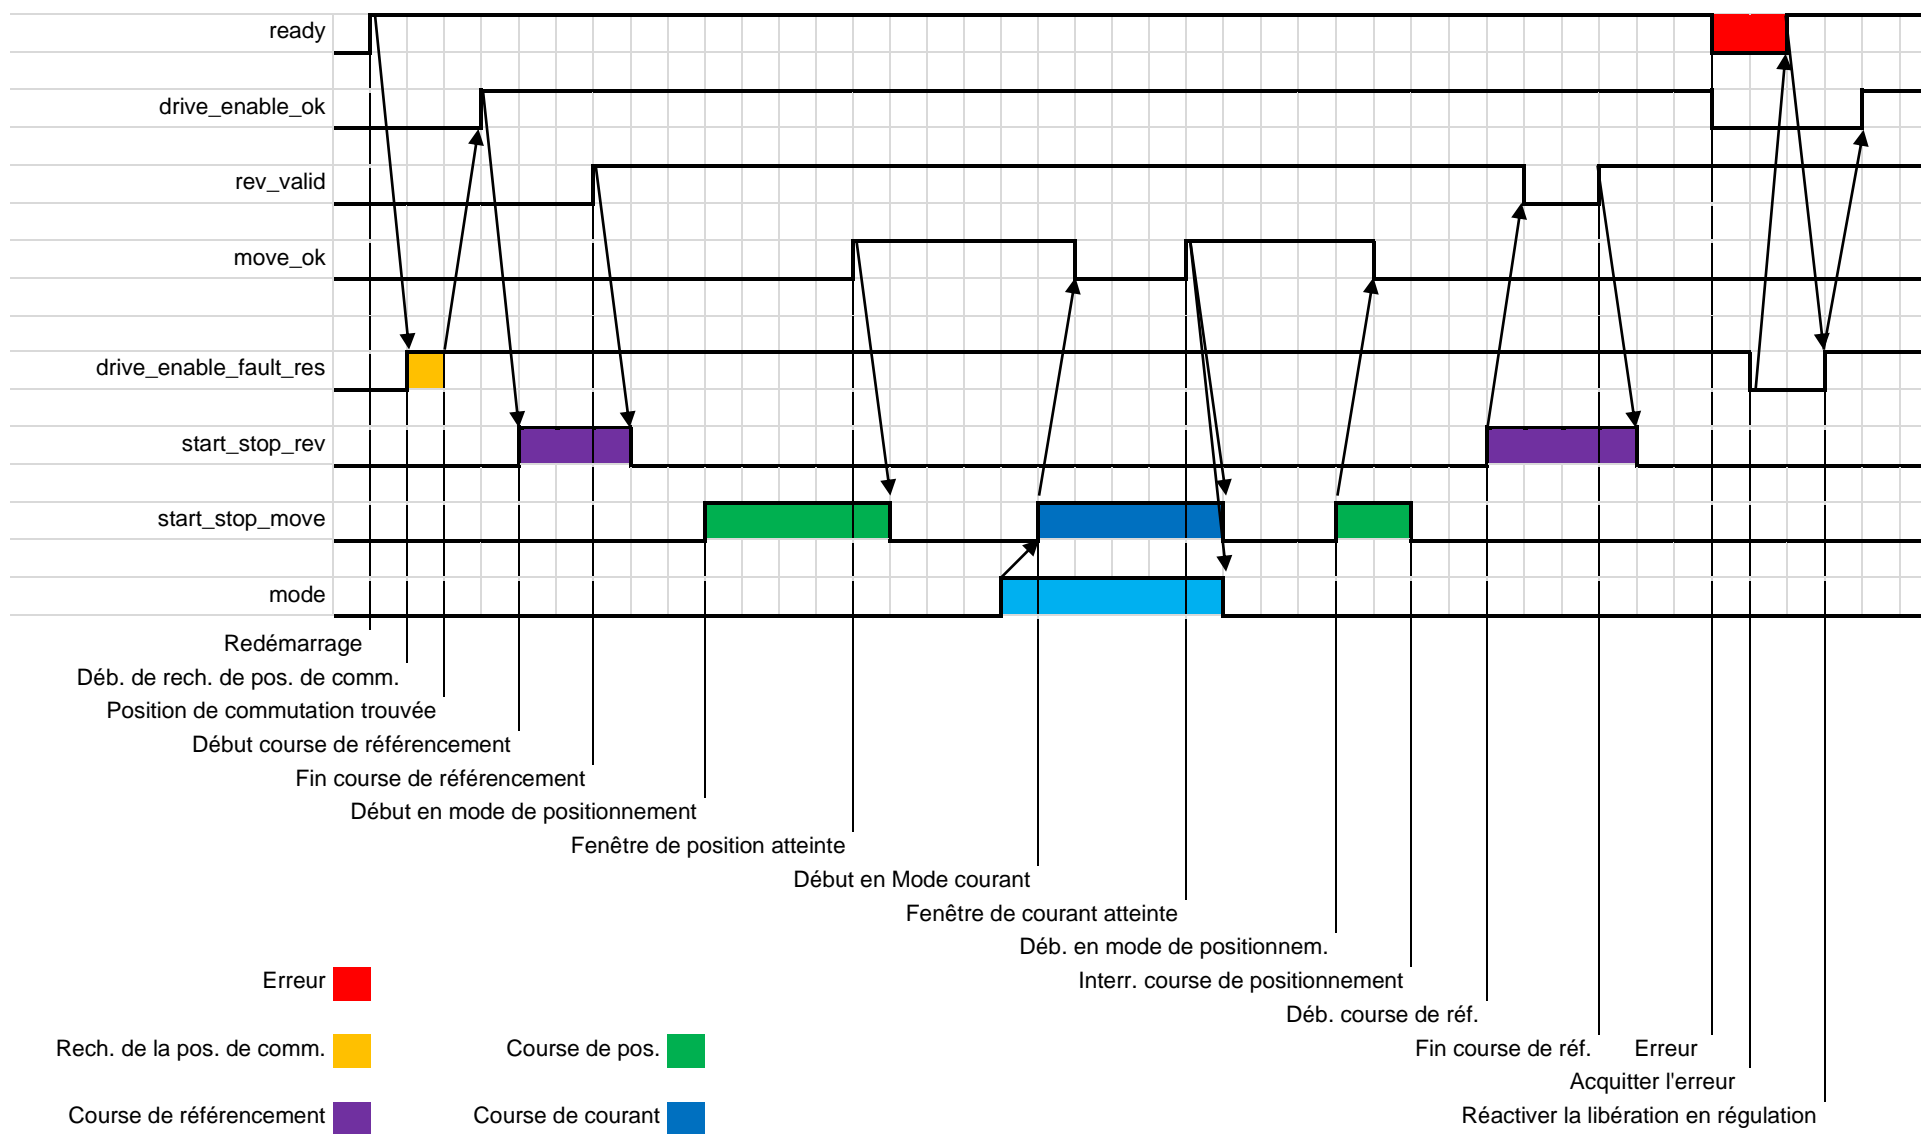 ready
drive_enable_ok
rev_valid
move_ok
drive_enable_fault_res
start_stop_rev
start_stop_move
mode
Redémarrage
Déb. de rech. de pos. de comm.
Position de commutation trouvée
Début course de référencement
Fin course de référencement
Début en mode de positionnement
Fenêtre de position atteinte
Début en Mode courant
Fenêtre de courant atteinte
Déb. en mode de positionnem.
Erreur
Interr. course de positionnement
Déb. course de réf.
Rech. de la pos. de comm.
Course de pos.
Fin course de réf.
Erreur
Acquitter l'erreur
Course de référencement
Course de courant
Réactiver la libération en régulation